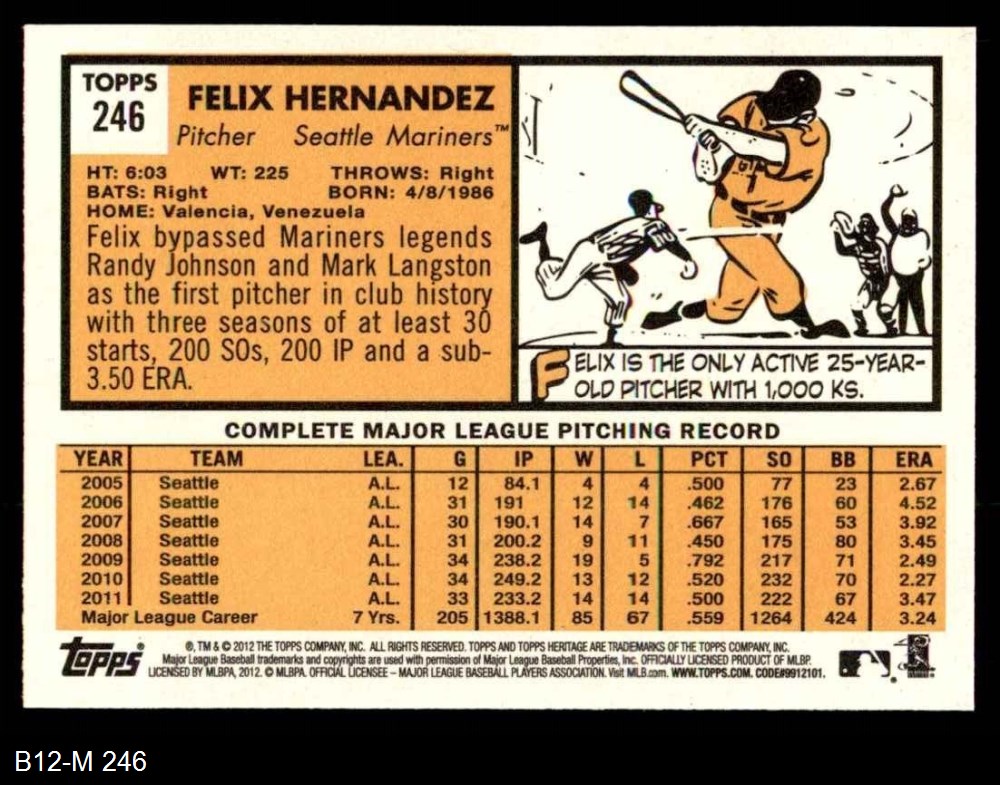 TOPPS
246
FELIX HERNANDEZ
Pitcher Seattle Mariners™
HT: 6:03 WT: 225 THROWS: Right
BATS: Right BORN: 4/8/1986
HOME: Valencia, Venezuela
Felix bypassed Mariners legends
Randy Johnson and Mark Langston
as the first pitcher in club history
with three seasons of at least 30
starts, 200 SOs, 200 IP and a sub-
3.50 ERA.
FELIX IS THE ONLY ACTIVE 25-YEAR-
OLD PITCHER WITH 1,000 KS.
COMPLETE MAJOR LEAGUE PITCHING RECORD
YEAR TEAM LEA. G IP W L PCT SO BB ERA
2005 Seattle A.L. 12 84.1 4 4 .500 77 23 2.67
2006 Seattle A.L. 31 191 12 14 .462 176 60 4.52
2007 Seattle A.L. 30 190.1 14 7 .667 165 53 3.92
2008 Seattle A.L. 31 200.2 9 11 .450 175 80 3.45
2009 Seattle A.L. 34 238.2 19 5 .792 217 71 2.49
2010 Seattle A.L. 34 249.2 13 12 .520 232 70 2.27
2011 Seattle A.L. 33 233.2 14 14 .500 222 67 3.47
Major League Career 7 Yrs. 205 1388.1 85 67 .559 1264 424 3.24
Topps
®, TM & © 2012 THE TOPPS COMPANY, INC. ALL RIGHTS RESERVED. TOPPS AND TOPPS HERITAGE ARE TRADEMARKS OF THE TOPPS COMPANY, INC.
Major League Baseball trademarks and copyrights are used with permission of Major League Baseball Properties, Inc. OFFICIALLY LICENSED PRODUCT OF MLBP.
LICENSED BY MLBPA, 2012. © MLBPA. OFFICIAL LICENSEE – MAJOR LEAGUE BASEBALL PLAYERS ASSOCIATION. Visit MLB.com. WWW.TOPPS.COM. CODE#9912101.
B12-M 246